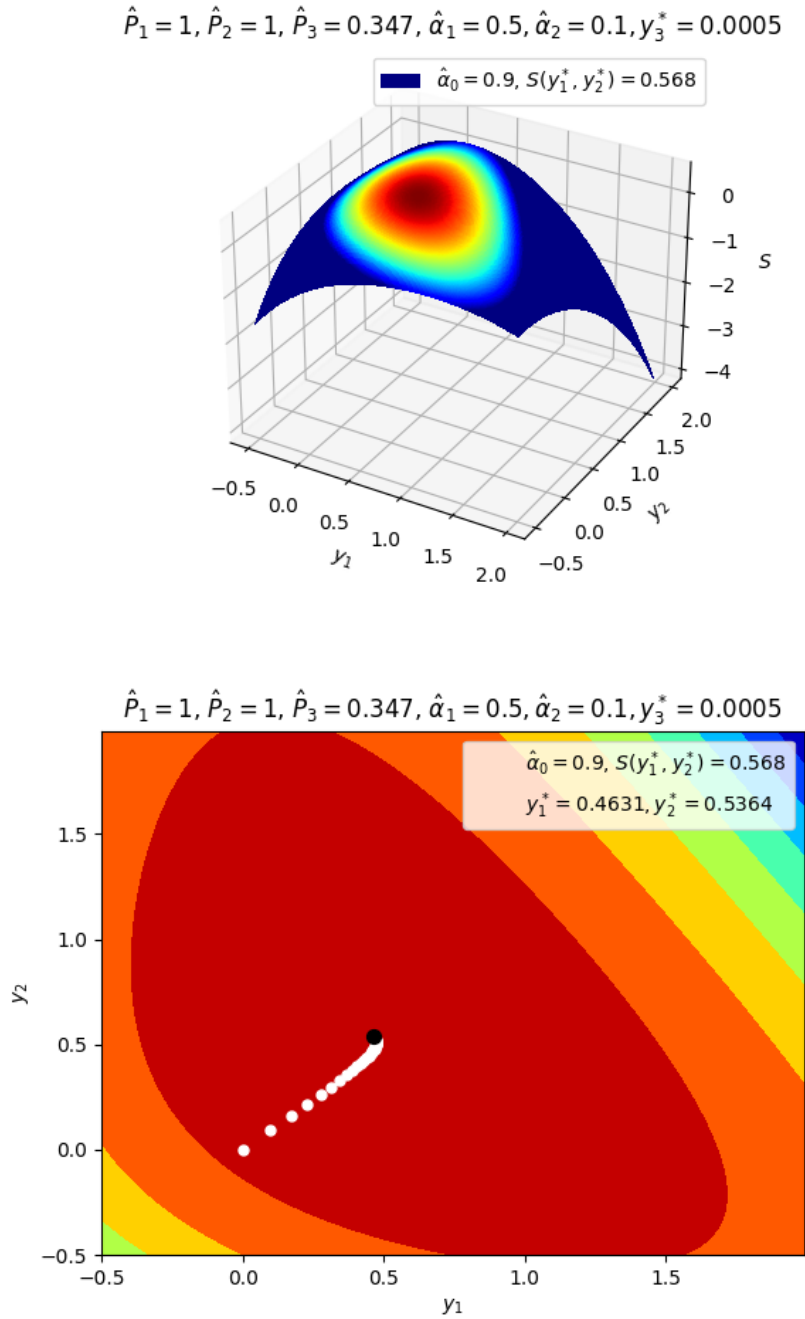 P̂₁ = 1, P̂₂ = 1, P̂₃ = 0.347, α̂₁ = 0.5, α̂₂ = 0.1, y₃* = 0.0005
α̂₀ = 0.9, S(y₁*, y₂*) = 0.568
0
−1
−2
−3
−4
S
−0.5
0.0
0.5
1.0
1.5
2.0
y₁
−0.5
0.0
0.5
1.0
1.5
2.0
y₂
P̂₁ = 1, P̂₂ = 1, P̂₃ = 0.347, α̂₁ = 0.5, α̂₂ = 0.1, y₃* = 0.0005
α̂₀ = 0.9, S(y₁*, y₂*) = 0.568
y₁* = 0.4631, y₂* = 0.5364
1.5
1.0
0.5
0.0
−0.5
y₂
−0.5
0.0
0.5
1.0
1.5
y₁